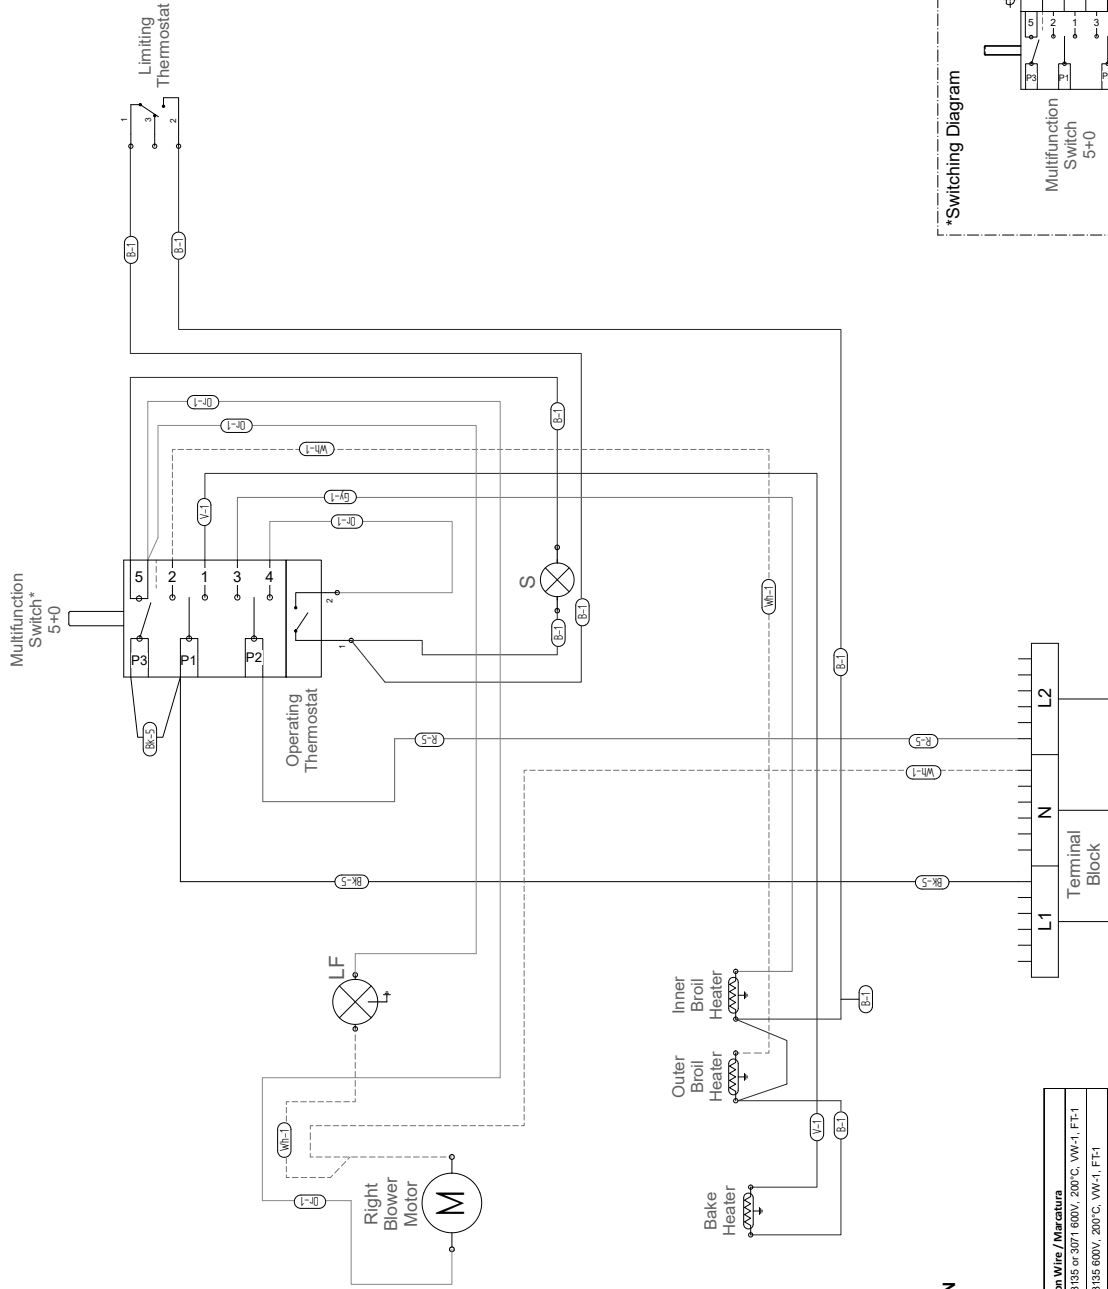 Limiting
Thermostat
1
3
2
B-1
B-1
*Switching Diagram
5
2
1
3
P3
P1
P
Multifunction
Switch
5+0
Multifunction
Switch*
5+0
Or-1
Or-1
Wh-1
V-1
Gy-1
Or-1
B-1
5
2
1
3
4
P3
P1
P2
2
1
S
B-1
B-1
Bk-5
Operating
Thermostat
Wh-1
B-1
R-5
R-5
Wh-1
Bk-5
Bk-5
L2
N
L1
Terminal
Block
LF
Inner
Broil
Heater
B-1
Outer
Broil
Heater
Wh-1
V-1
B-1
Right
Blower
Motor
M
Or-1
Bake
Heater
N
on Wire / Marcatura
3135 or 3071 600V, 200°C, VW-1, FT-1
3135 600V, 200°C, VW-1, FT-1